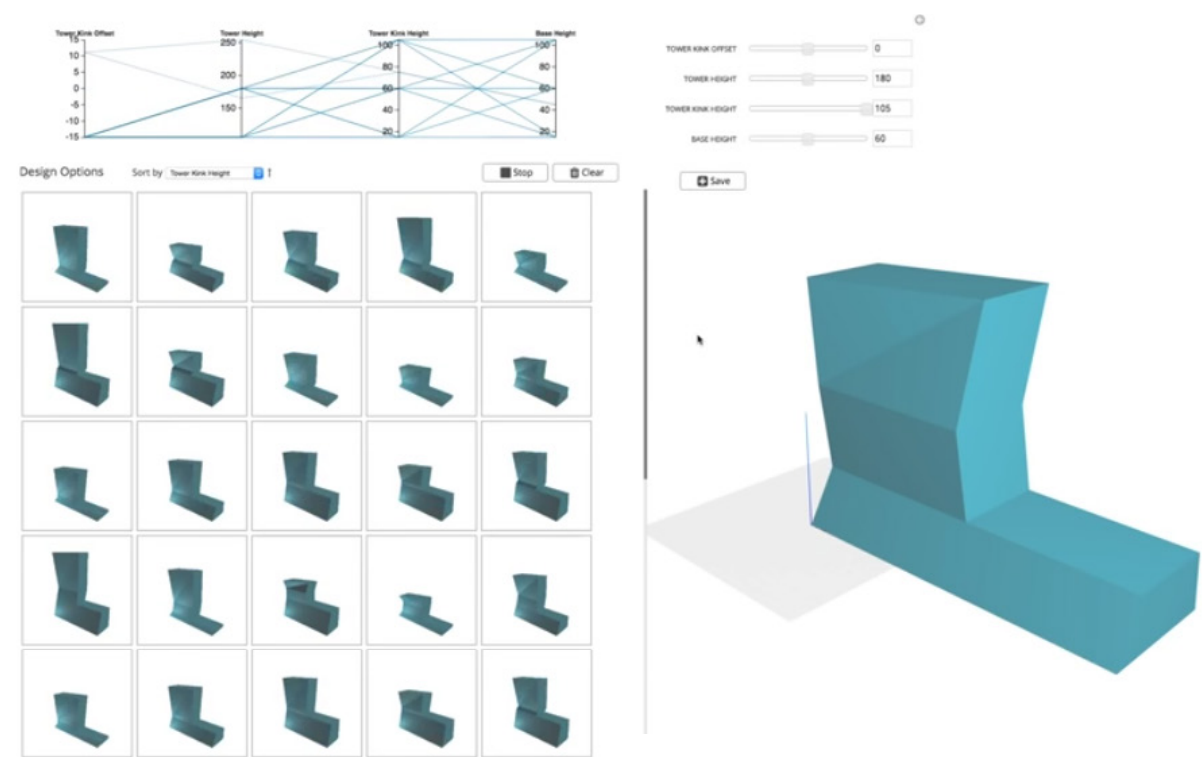 Tower Kink Offset Tower Height Tower Kink Height Base Height
15 250 100 100
10 80 80
5 200
0 60 60
-5 150 40 40
-10
-15 20 20
TOWER KINK OFFSET 0
TOWER HEIGHT 180
TOWER KINK HEIGHT 105
BASE HEIGHT 60
Design Options Sort by Tower Kink Height Stop Clear
Save